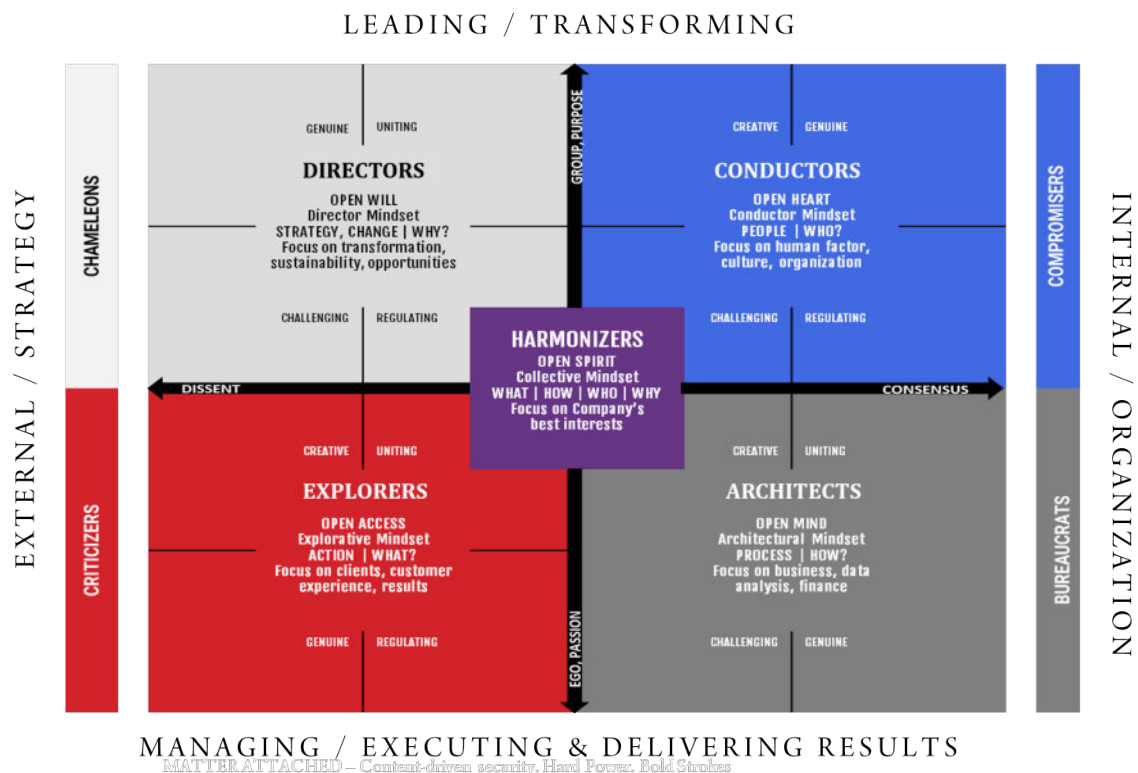 LEADING / TRANSFORMING
EXTERNAL / STRATEGY
CHAMELEONS
CRITICIZERS
GENUINE
UNITING
DIRECTORS
OPEN WILL
Director Mindset
STRATEGY, CHANGE | WHY?
Focus on transformation,
sustainability, opportunities
CHALLENGING
REGULATING
GROUP, PURPOSE
CREATIVE
GENUINE
CONDUCTORS
OPEN HEART
Conductor Mindset
PEOPLE | WHO?
Focus on human factor,
culture, organization
CHALLENGING
REGULATING
HARMONIZERS
OPEN SPIRIT
Collective Mindset
WHAT | HOW | WHO | WHY
Focus on Company's
best interests
DISSENT
CONSENSUS
CREATIVE
UNITING
EXPLORERS
OPEN ACCESS
Explorative Mindset
ACTION | WHAT?
Focus on clients, customer
experience, results
GENUINE
REGULATING
EGO, PASSION
CREATIVE
UNITING
ARCHITECTS
OPEN MIND
Architectural Mindset
PROCESS | HOW?
Focus on business, data
analysis, finance
CHALLENGING
GENUINE
COMPROMISERS
BUREAUCRATS
INTERNAL / ORGANIZATION
MANAGING / EXECUTING & DELIVERING RESULTS
MATTERATTACHED – Content-driven security. Hard Power. Bold Strokes